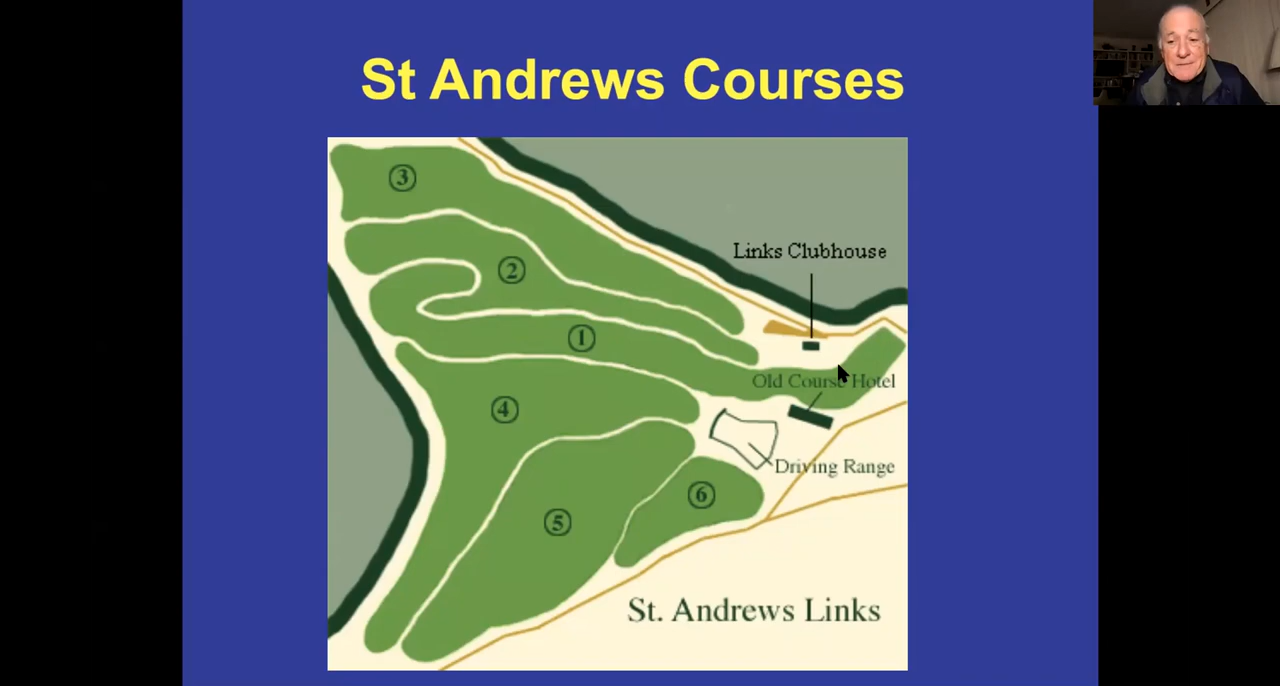 St Andrews Courses
③
②
Links Clubhouse
①
Old Course Hotel
④
Driving Range
⑥
⑤
St. Andrews Links